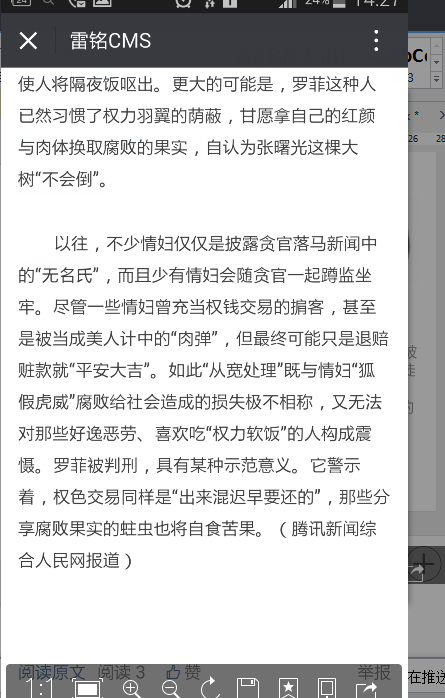 24%
14:27
雷铭CMS
使人将隔夜饭呕出。更大的可能是，罗菲这种人
已然习惯了权力羽翼的荫蔽，甘愿拿自己的红颜
与肉体换取腐败的果实，自认为张曙光这棵大
树“不会倒”。
以往，不少情妇仅仅是披露贪官落马新闻中
的“无名氏”，而且少有情妇会随贪官一起蹲监坐
牢。尽管一些情妇曾充当权钱交易的掮客，甚至
是被当成美人计中的“肉弹”，但最终可能只是退赔
赃款就“平安大吉”。如此“从宽处理”既与情妇“狐
假虎威”腐败给社会造成的损失极不相称，又无法
对那些好逸恶劳、喜欢吃“权力软饭”的人构成震
慑。罗菲被判刑，具有某种示范意义。它警示
着，权色交易同样是“出来混迟早要还的”，那些分
享腐败果实的蛀虫也将自食苦果。（腾讯新闻综
合人民网报道）
阅读原文 阅读 3 赞 举报
1:1
26
28
3
的
在推送